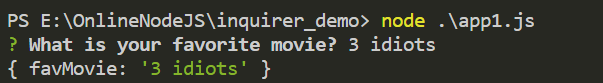 PS E:\OnlineNodeJS\inquirer_demo> node .\app1.js
? What is your favorite movie? 3 idiots
{ favMovie: '3 idiots' }